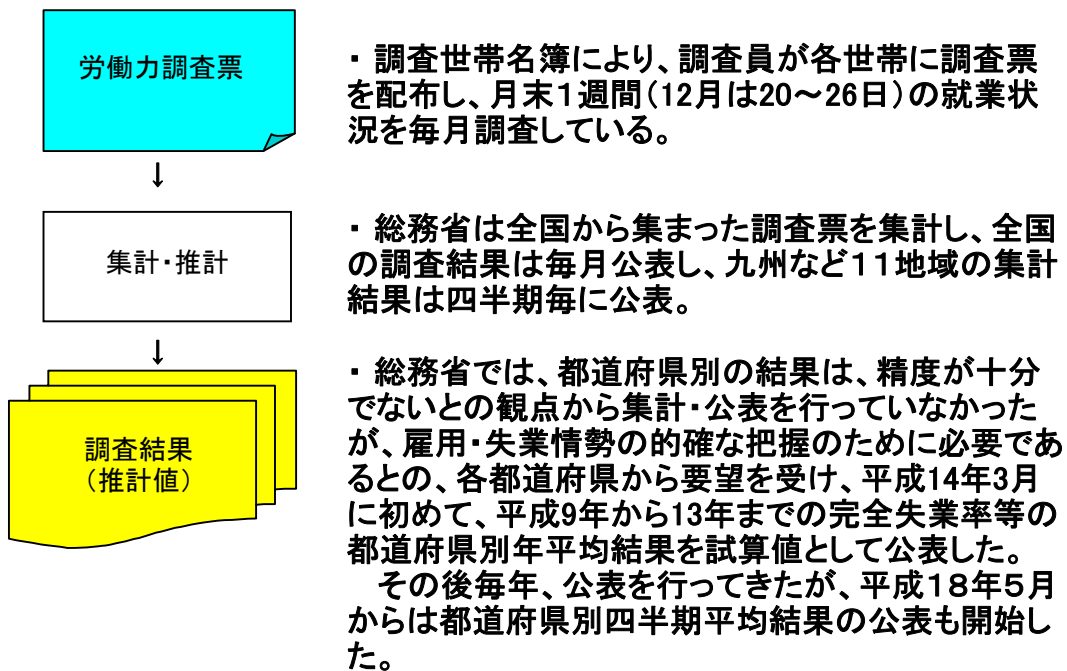 労働力調査票
・ 調査世帯名簿により、調査員が各世帯に調査票
を配布し、月末１週間（12月は20～26日）の就業状
況を毎月調査している。
↓
集計・推計
・ 総務省は全国から集まった調査票を集計し、全国
の調査結果は毎月公表し、九州など１１地域の集計
結果は四半期毎に公表。
↓
調査結果
（推計値）
・ 総務省では、都道府県別の結果は、精度が十分
でないとの観点から集計・公表を行っていなかった
が、雇用・失業情勢の的確な把握のために必要であ
るとの、各都道府県から要望を受け、平成14年3月
に初めて、平成9年から13年までの完全失業率等の
都道府県別年平均結果を試算値として公表した。
　その後毎年、公表を行ってきたが、平成１８年５月
からは都道府県別四半期平均結果の公表も開始し
た。